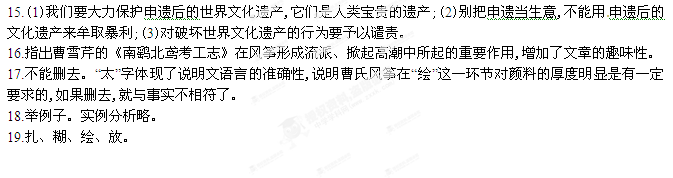 15.(1)我们要大力保护申遗后的世界文化遗产,它们是人类宝贵的遗产;(2)别把申遗当生意,不能用申遗后的
文化遗产来牟取暴利;(3)对破坏世界文化遗产的行为要予以谴责。
16.指出曹雪芹的《南鹞北鸢考工志》在风筝形成流派、掀起高潮中所起的重要作用,增加了文章的趣味性。
17.不能删去。“太”字体现了说明文语言的准确性,说明曹氏风筝在“绘”这一环节对颜料的厚度明显是有一定
要求的,如果删去,就与事实不相符了。
18.举例子。实例分析略。
19.扎、糊、绘、放。